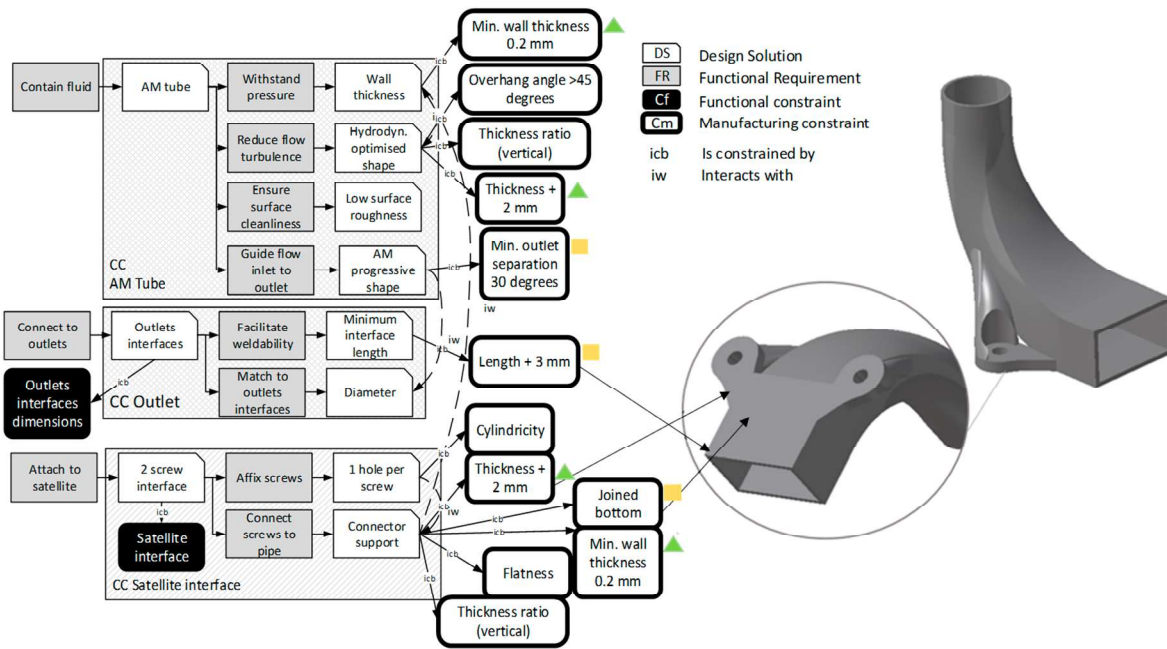 Min. wall thickness
0.2 mm
icb
Contain fluid
AM tube
Withstand
pressure
Wall
thickness
Overhang angle >45
degrees
icb
Reduce flow
turbulence
Hydrodyn.
optimised
shape
Thickness ratio
(vertical)
icb
Thickness +
2 mm
Ensure
surface
cleanliness
Low surface
roughness
Guide flow
inlet to
outlet
AM
progressive
shape
icb
Min. outlet
separation
30 degrees
CC
AM Tube
iw
DS
Design Solution
FR
Functional Requirement
Cf
Functional constraint
Cm
Manufacturing constraint
icb
Is constrained by
iw
Interacts with
Connect to
outlets
Outlets
interfaces
Facilitate
weldability
Minimum
interface
length
iw
icb
Length + 3 mm
icb
Outlets
interfaces
dimensions
Match to
outlets
interfaces
Diameter
CC Outlet
Attach to
satellite
2 screw
interface
Affix screws
1 hole per
screw
icb
Cylindricity
Thickness +
2 mm
icb
iw
icb
Satellite
interface
Connect
screws to
pipe
Connector
support
icb
icb
Joined
bottom
Min. wall
thickness
0.2 mm
icb
Flatness
icb
Thickness ratio
(vertical)
CC Satellite interface